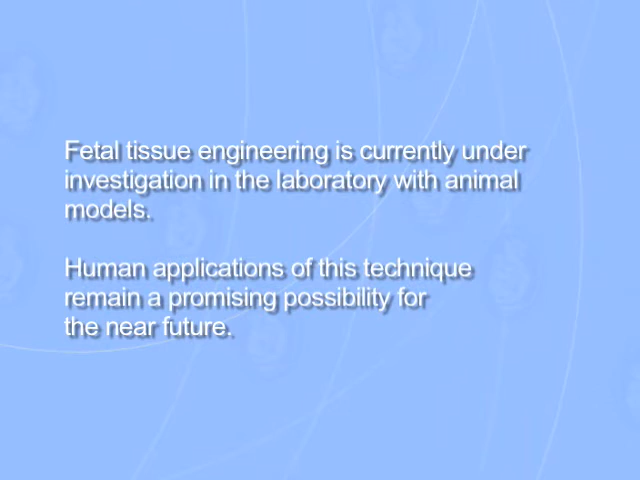 Fetal tissue engineering is currently under
investigation in the laboratory with animal
models.
Human applications of this technique
remain a promising possibility for
the near future.